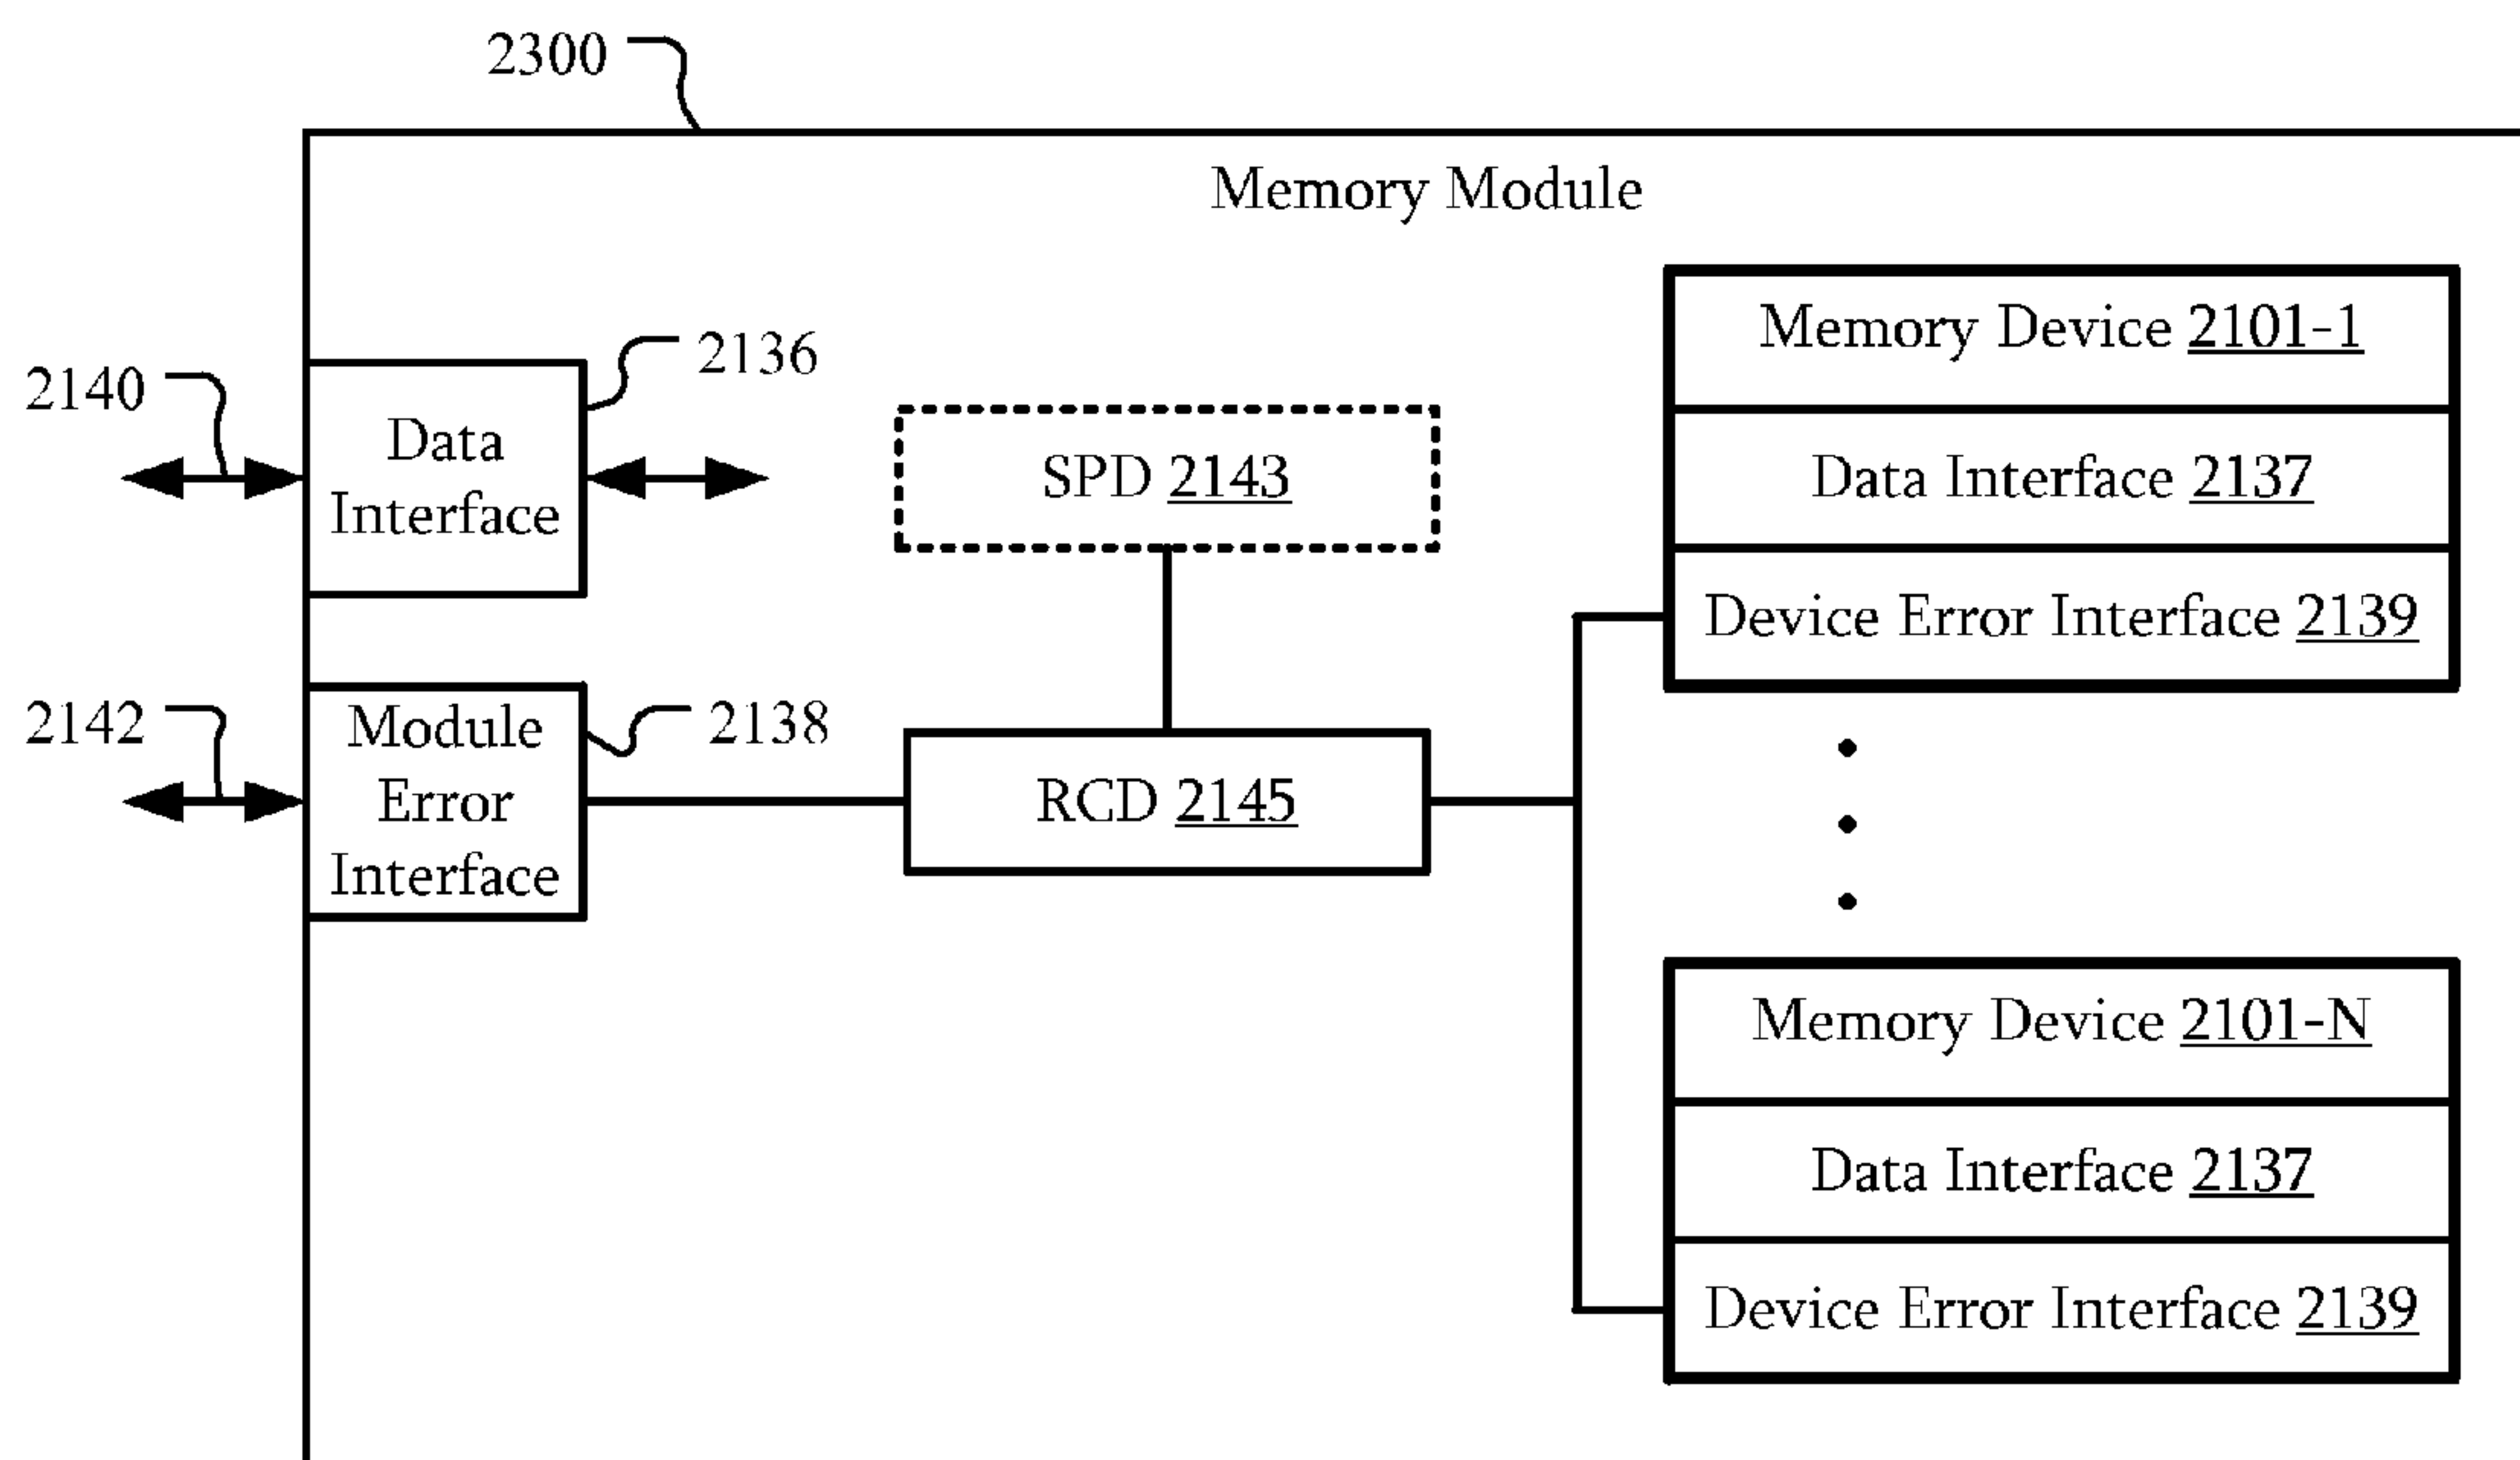 2300
Memory Module
2140
Data
Interface
2136
SPD 2143
Memory Device 2101-1
Data Interface 2137
Device Error Interface 2139
2142
Module
Error
Interface
2138
RCD 2145
Memory Device 2101-N
Data Interface 2137
Device Error Interface 2139